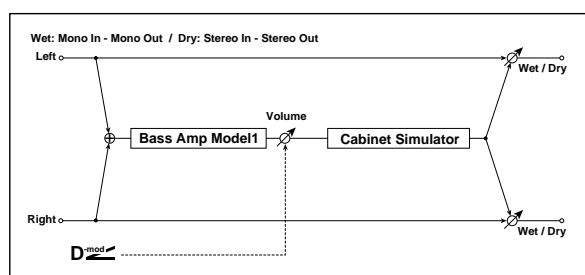 Wet: Mono In - Mono Out / Dry: Stereo In - Stereo Out
Left
Wet / Dry
Volume
Bass Amp Model1
Cabinet Simulator
Right
Wet / Dry
D-mod